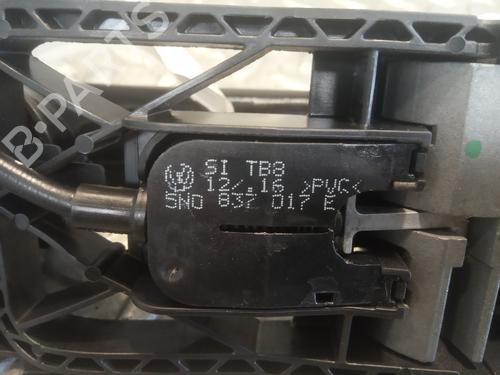 B-PARTS
SI TB8
12/.16 >PVC<
5N0 837 017 E